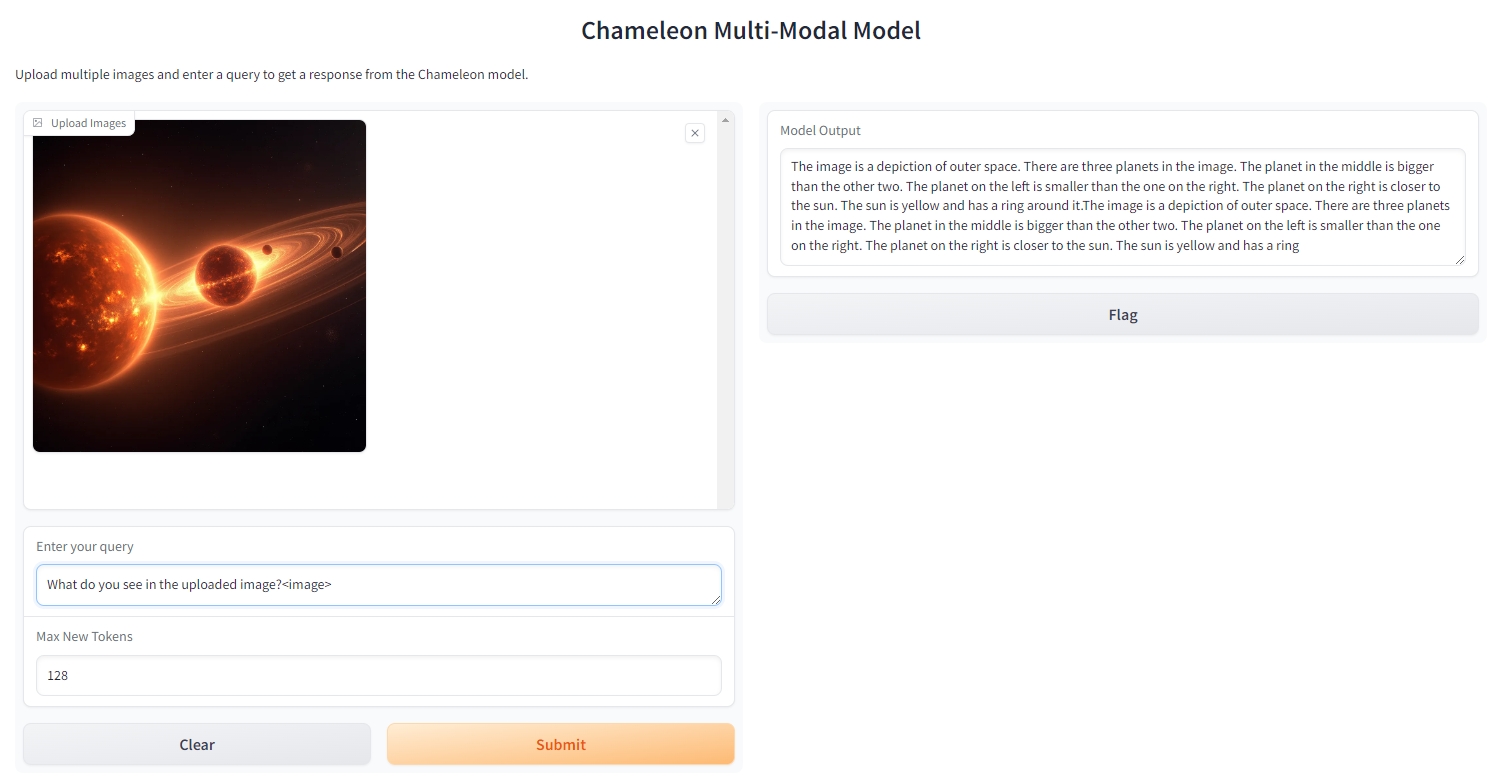 Chameleon Multi-Modal Model
Upload multiple images and enter a query to get a response from the Chameleon model.
Upload Images
Enter your query
What do you see in the uploaded image?<image>
Max New Tokens
128
Clear
Submit
Model Output
The image is a depiction of outer space. There are three planets in the image. The planet in the middle is bigger
than the other two. The planet on the left is smaller than the one on the right. The planet on the right is closer to
the sun. The sun is yellow and has a ring around it.The image is a depiction of outer space. There are three planets
in the image. The planet in the middle is bigger than the other two. The planet on the left is smaller than the one
on the right. The planet on the right is closer to the sun. The sun is yellow and has a ring
Flag